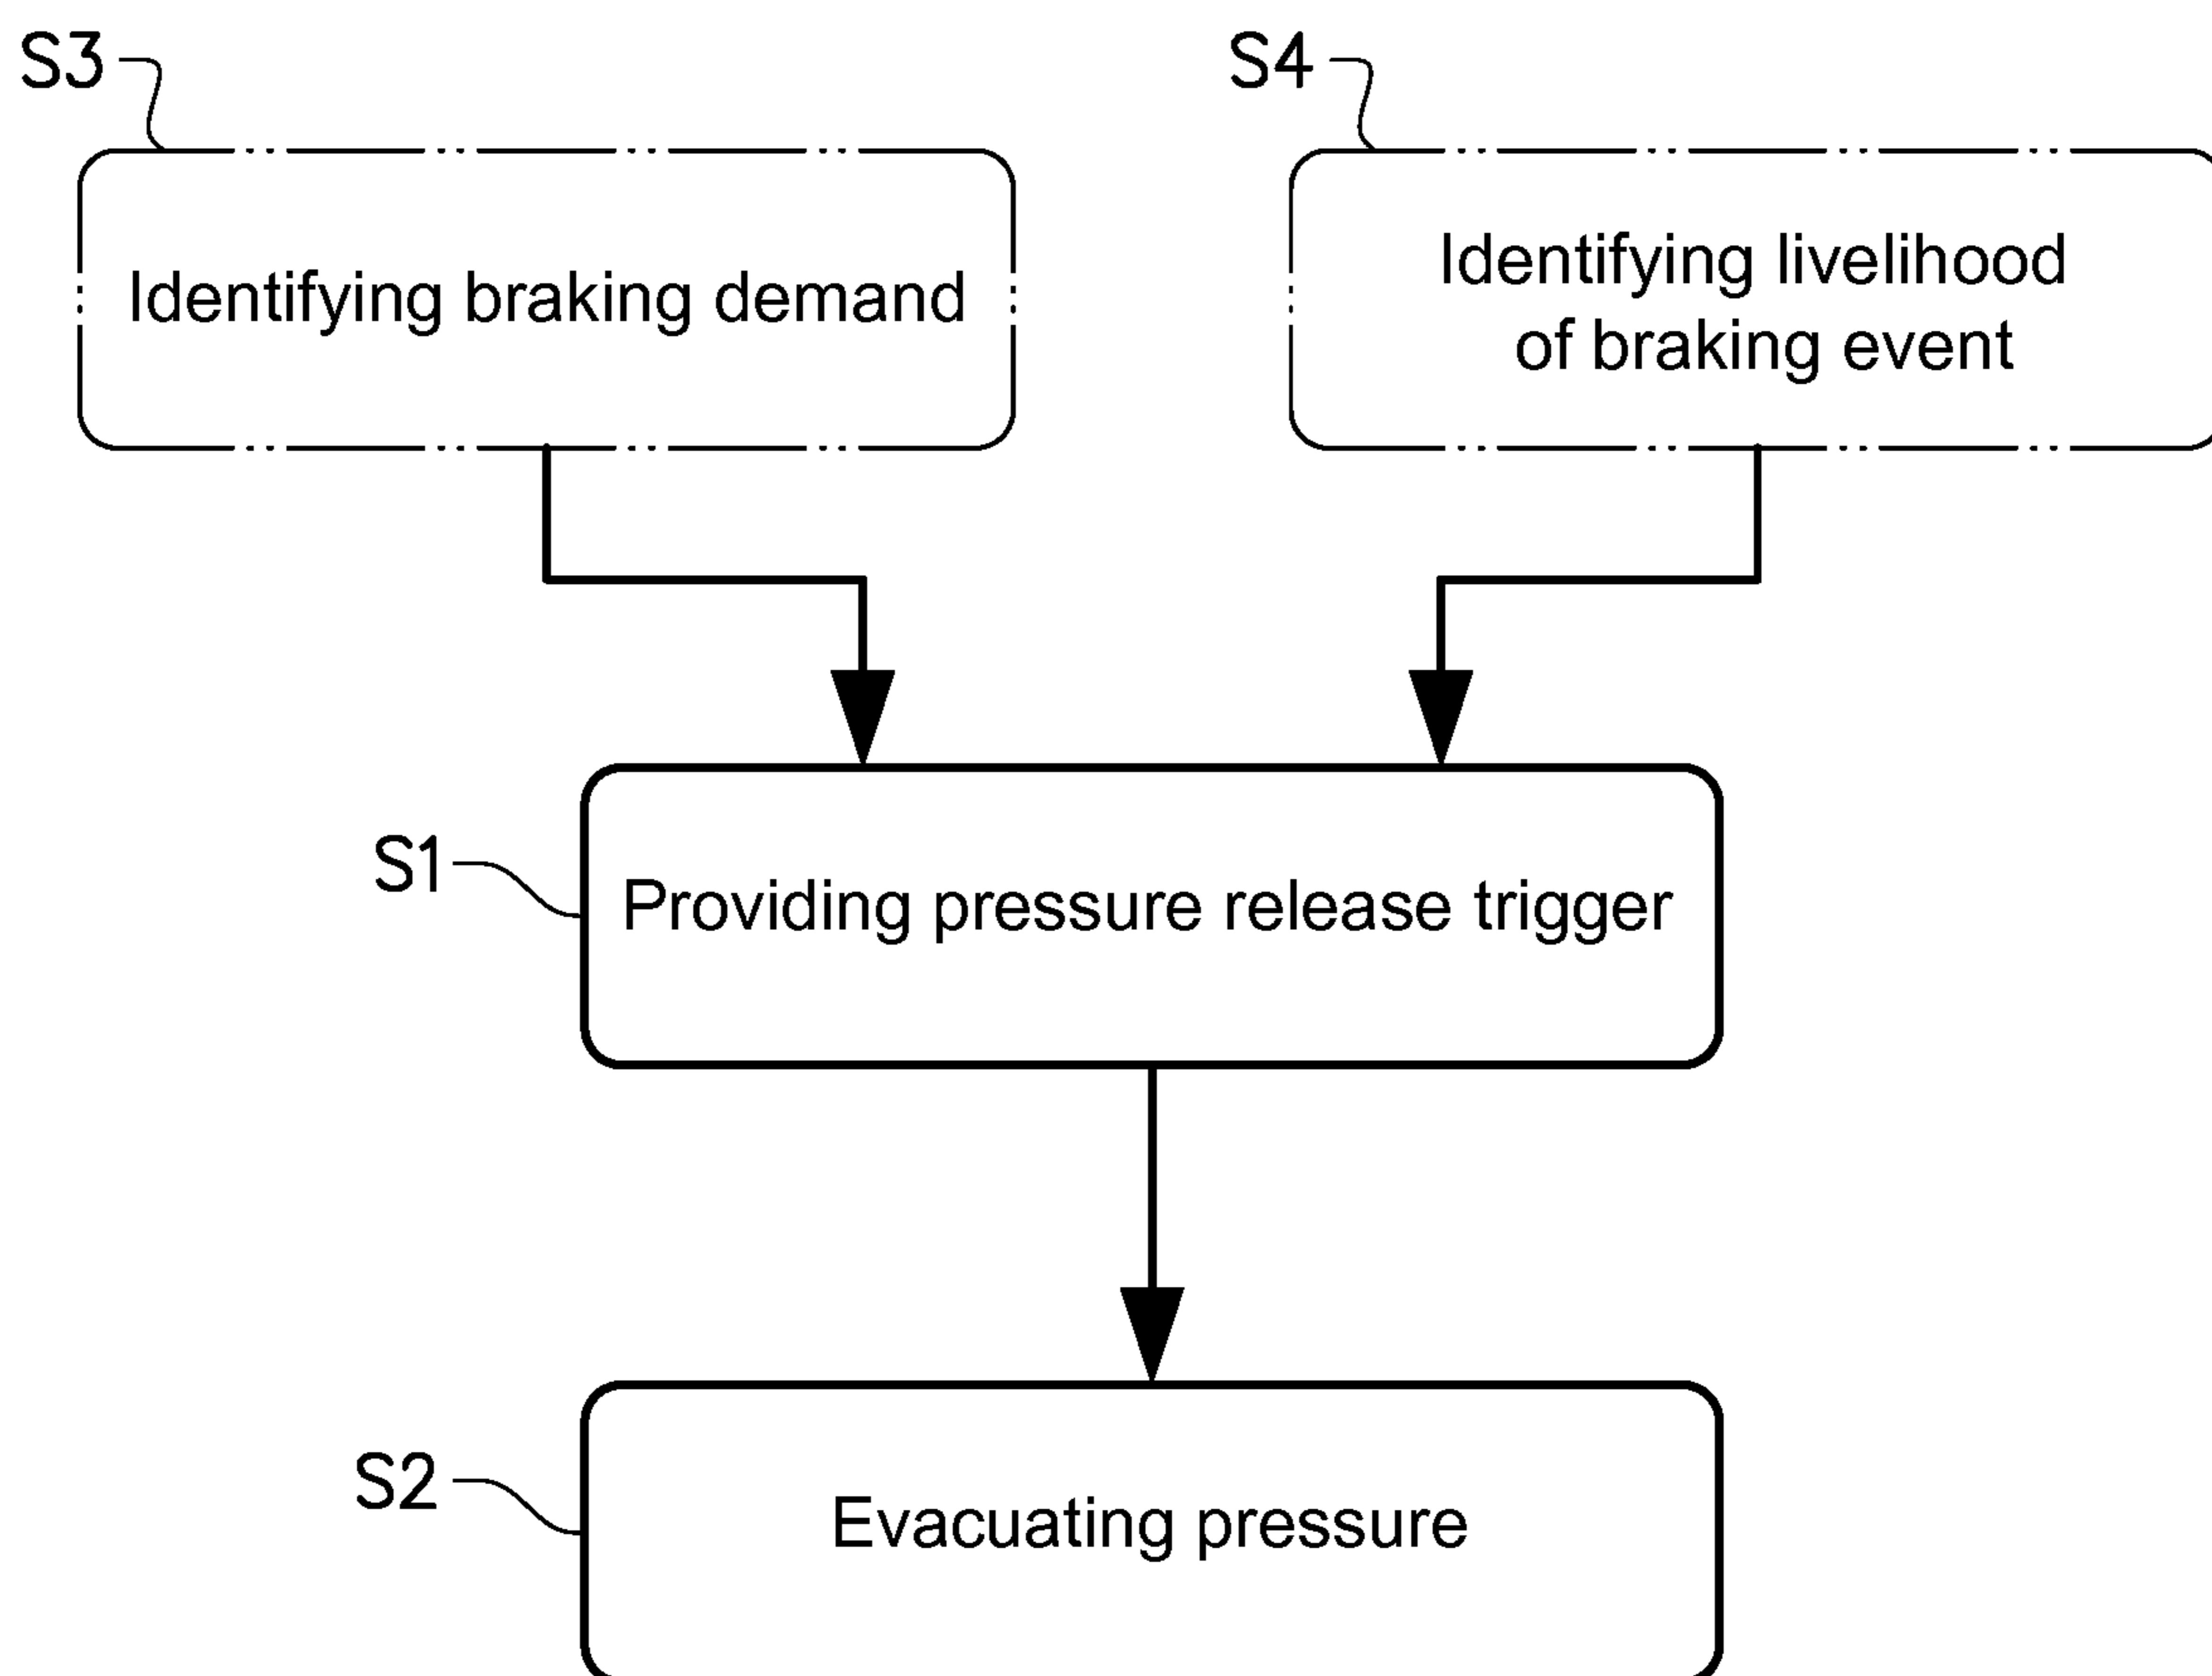 S3
S4
Identifying braking demand
Identifying livelihood
of braking event
S1
Providing pressure release trigger
S2
Evacuating pressure